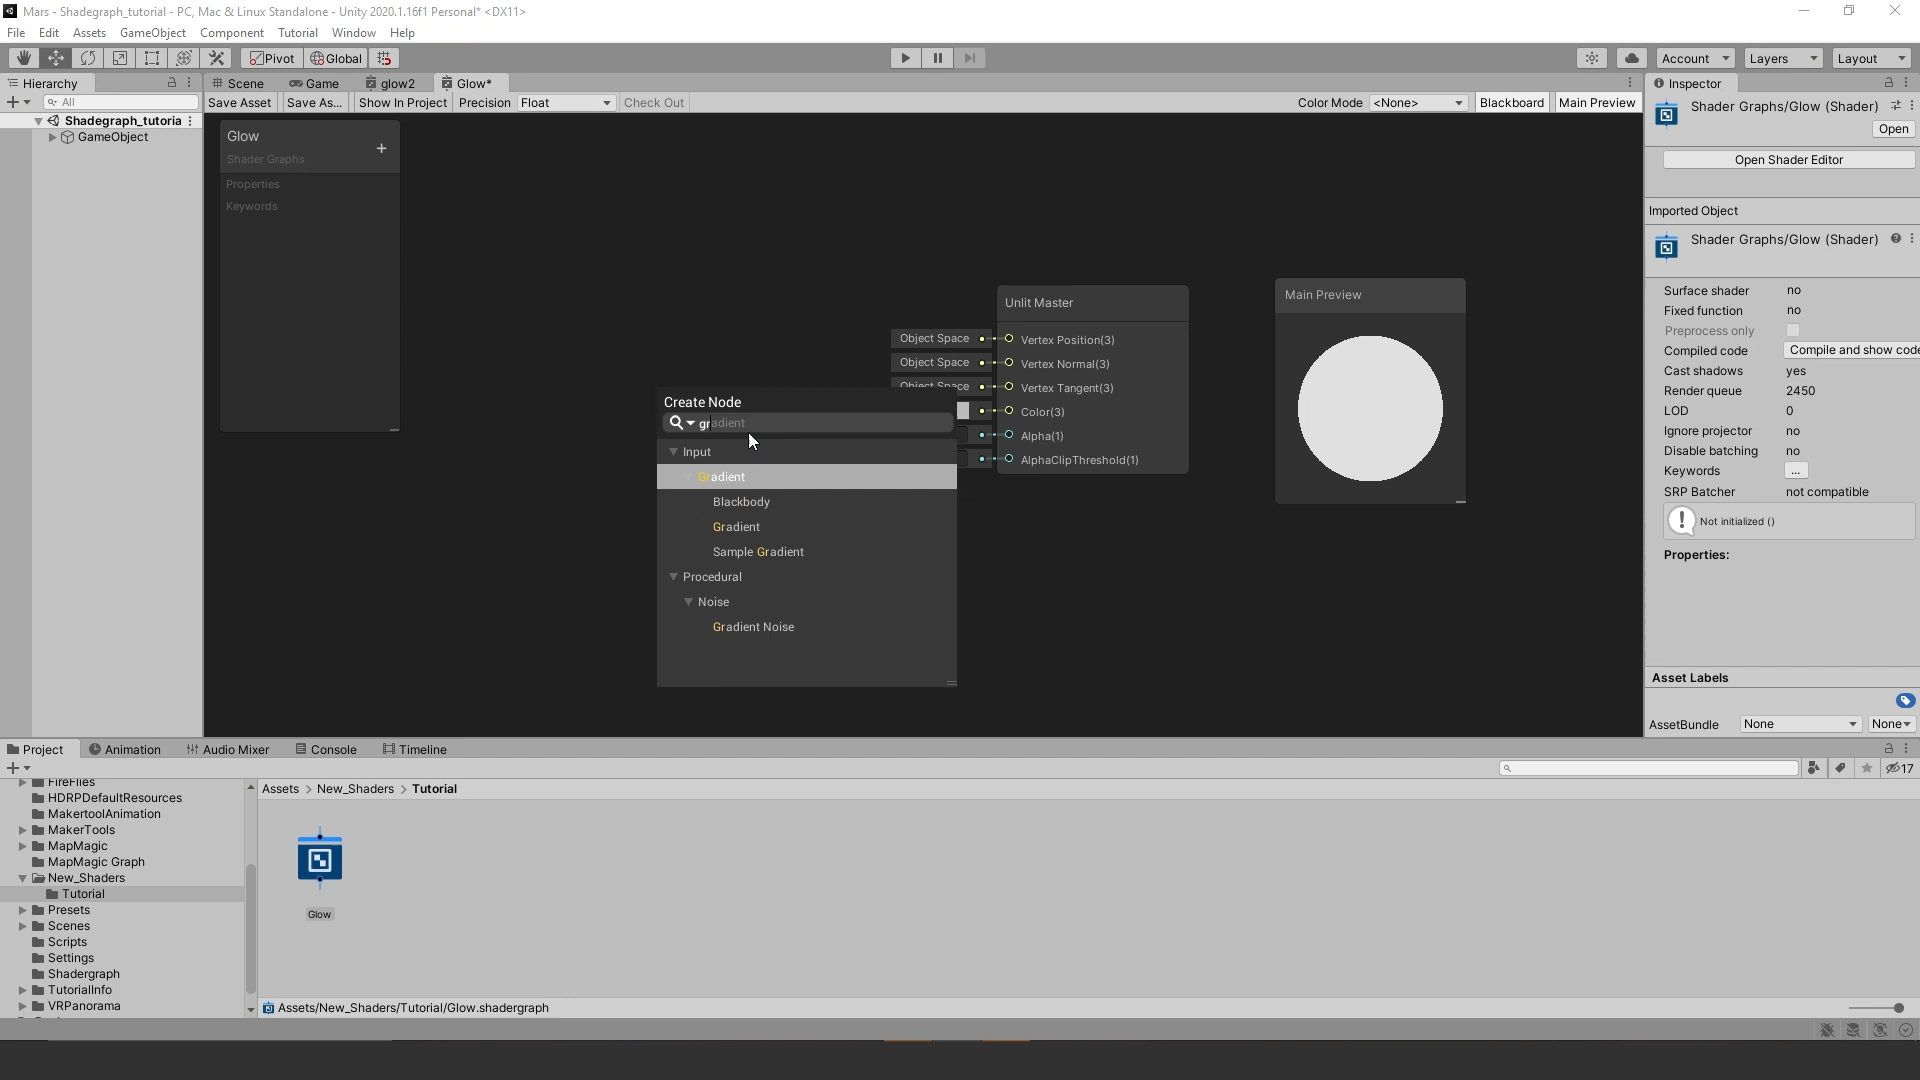 Mars - Shadegraph_tutorial - PC, Mac & Linux Standalone - Unity 2020.1.16f1 Personal* <DX11>
File Edit Assets GameObject Component Tutorial Window Help
Pivot Global Account Layers Layout
Hierarchy Scene Game glow2 Glow* Inspector
All Save Asset Save As... Show In Project Precision Float Check Out Color Mode <None> Blackboard Main Preview
Shader Graphs/Glow (Shader)
Open
Shadegraph_tutoria
GameObject
Glow
Shader Graphs
Properties
Keywords
Open Shader Editor
Imported Object
Shader Graphs/Glow (Shader)
Unlit Master
Object Space Vertex Position(3)
Object Space Vertex Normal(3)
Object Space Vertex Tangent(3)
Color(3)
Alpha(1)
AlphaClipThreshold(1)
Main Preview
Create Node
gradient
Input
Gradient
Blackbody
Gradient
Sample Gradient
Procedural
Noise
Gradient Noise
Surface shader no
Fixed function no
Preprocess only
Compiled code Compile and show code
Cast shadows yes
Render queue 2450
LOD 0
Ignore projector no
Disable batching no
Keywords ...
SRP Batcher not compatible
Not initialized ()
Properties:
Asset Labels
AssetBundle None None
Project Animation Audio Mixer Console Timeline
17
FireFlies
HDRPDefaultResources
MakertoolAnimation
MakerTools
MapMagic
MapMagic Graph
New_Shaders
Tutorial
Presets
Scenes
Scripts
Settings
Shadergraph
TutorialInfo
VRPanorama
Assets > New_Shaders > Tutorial
Glow
Assets/New_Shaders/Tutorial/Glow.shadergraph